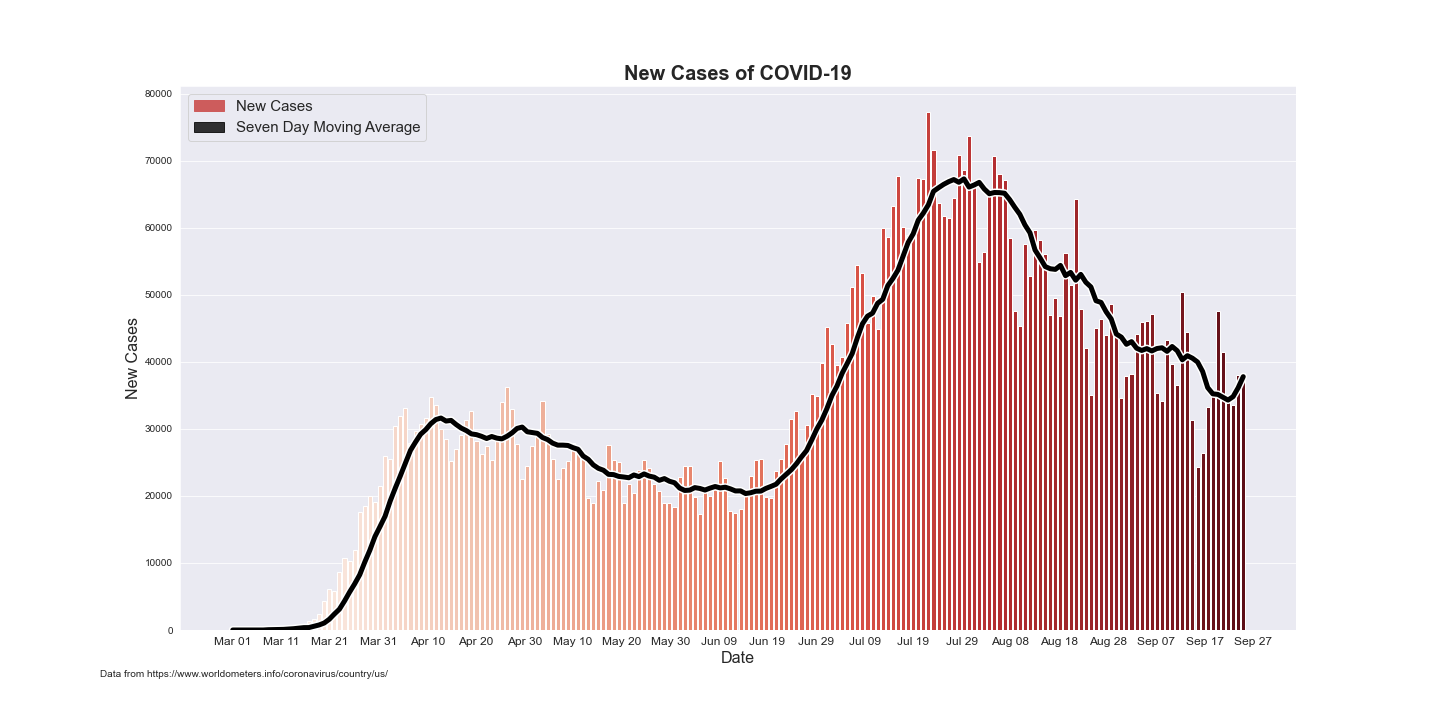 New Cases of COVID-19
New Cases
Seven Day Moving Average
80000
70000
60000
50000
40000
30000
20000
10000
0
New Cases
Mar 01 Mar 11 Mar 21 Mar 31 Apr 10 Apr 20 Apr 30 May 10 May 20 May 30 Jun 09 Jun 19 Jun 29 Jul 09 Jul 19 Jul 29 Aug 08 Aug 18 Aug 28 Sep 07 Sep 17 Sep 27
Date
Data from https://www.worldometers.info/coronavirus/country/us/